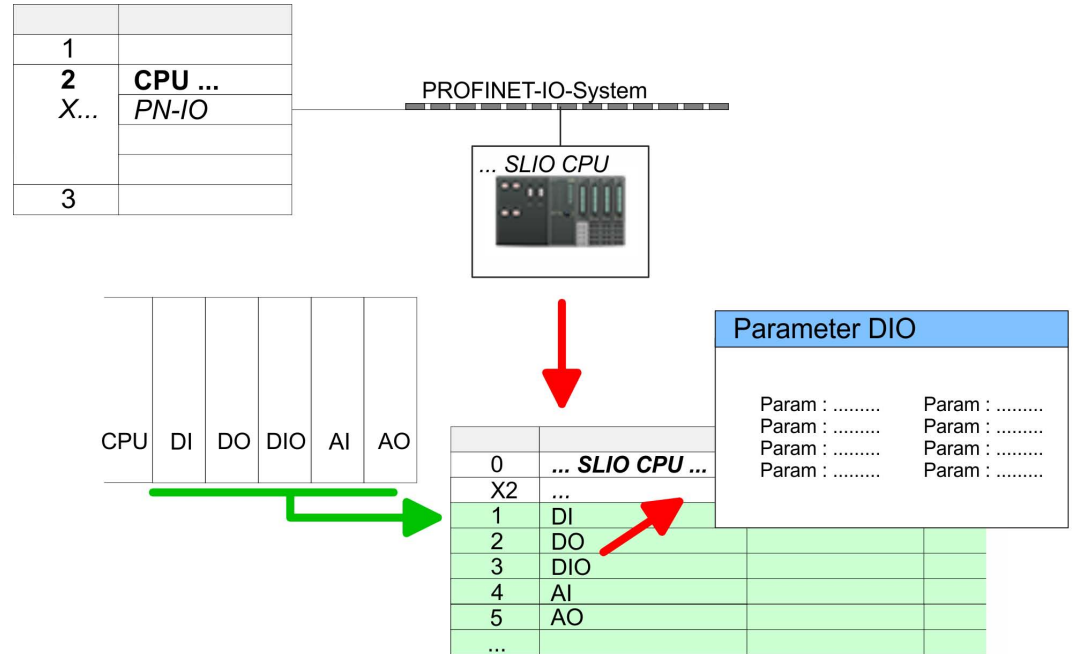 1
2 CPU ...
X... PN-IO
3
PROFINET-IO-System
... SLIO CPU
CPU DI DO DIO AI AO
Parameter DIO
Param : ......... Param : .........
Param : ......... Param : .........
Param : ......... Param : .........
Param : ......... Param : .........
0 ... SLIO CPU ...
X2 ...
1 DI
2 DO
3 DIO
4 AI
5 AO
...